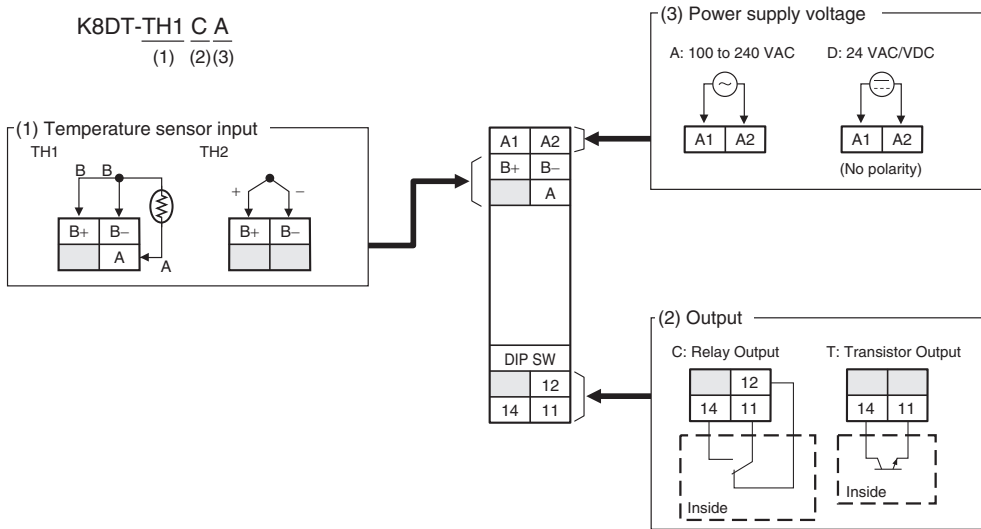 K8DT-TH1 C A
(1) (2)(3)
(1) Temperature sensor input
TH1
TH2
B B
B+ B−
A
A
+ −
B+ B−
A1 A2
B+ B−
A
DIP SW
12
14 11
(3) Power supply voltage
A: 100 to 240 VAC
D: 24 VAC/VDC
A1 A2
A1 A2
(No polarity)
(2) Output
C: Relay Output
T: Transistor Output
12
14 11
14 11
Inside
Inside